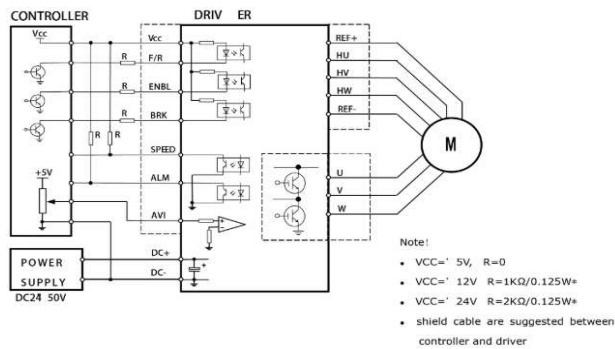 CONTROLLER
DRIV ER
Vcc
Vcc
REF+
R
F/R
HU
R
ENBL
HV
R
BRK
HW
REF-
R
R
SPEED
M
+5V
ALM
U
V
AVI
W
Note!
POWER
SUPPLY
DC+
DC-
DC24 50V
• VCC=' 5V, R=0
• VCC=' 12V R=1KΩ/0.125W*
• VCC=' 24V R=2KΩ/0.125W*
• shield cable are suggested between
controller and driver